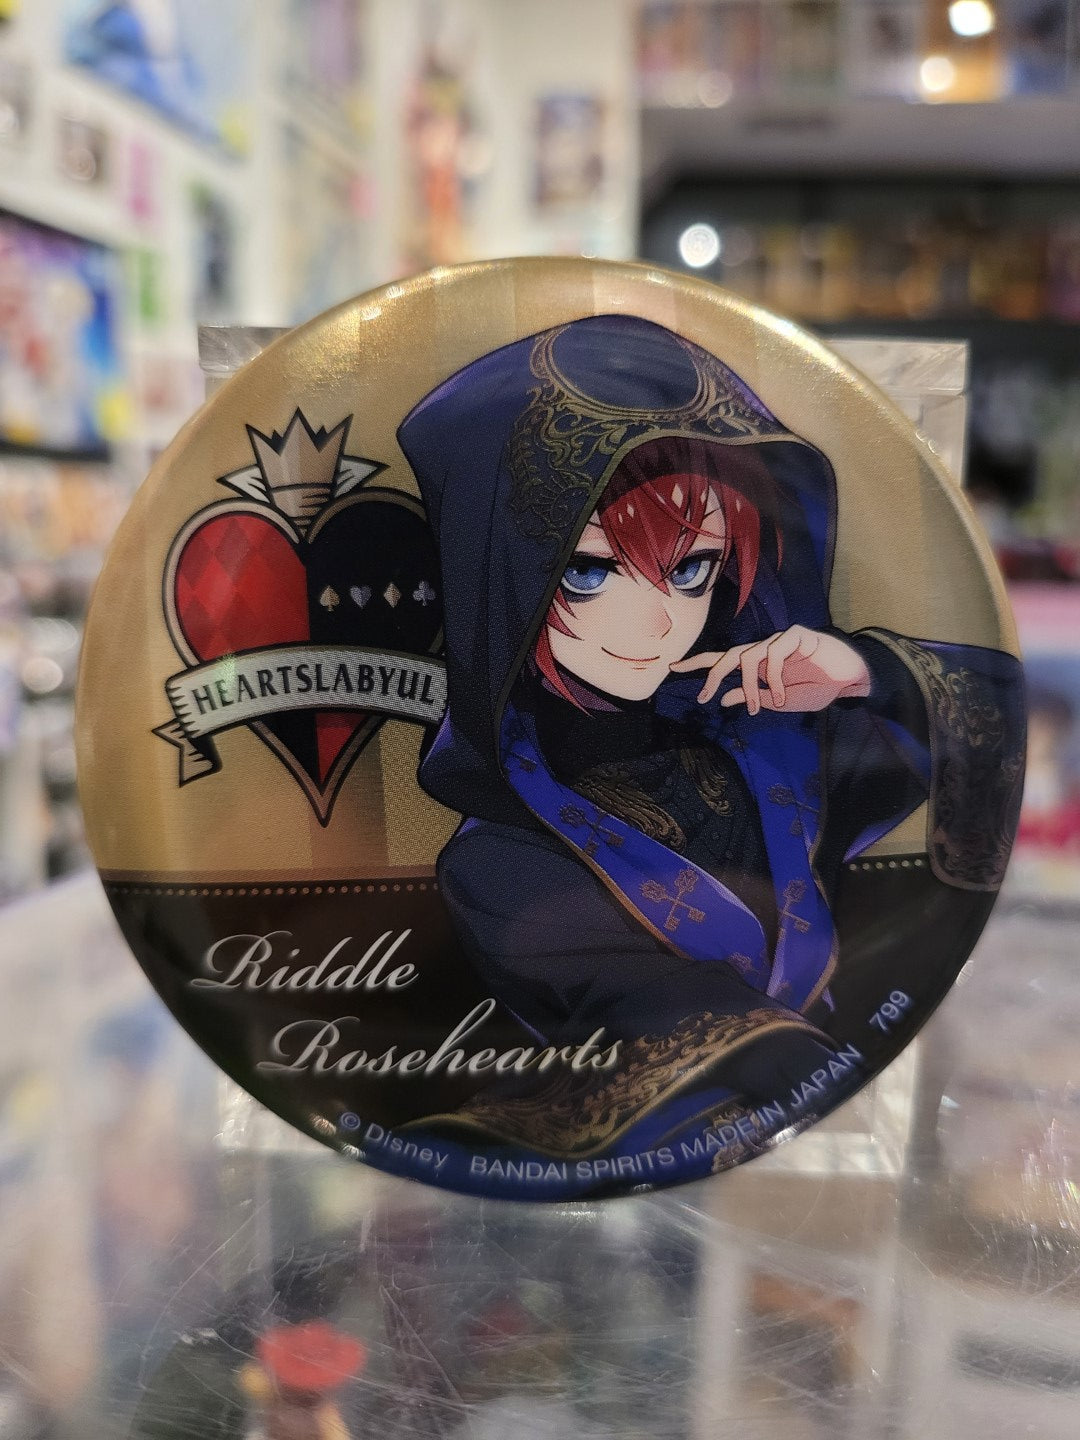 HEARTSLABYUL
Riddle
Rosehearts
© Disney BANDAI SPIRITS MADE IN JAPAN 799